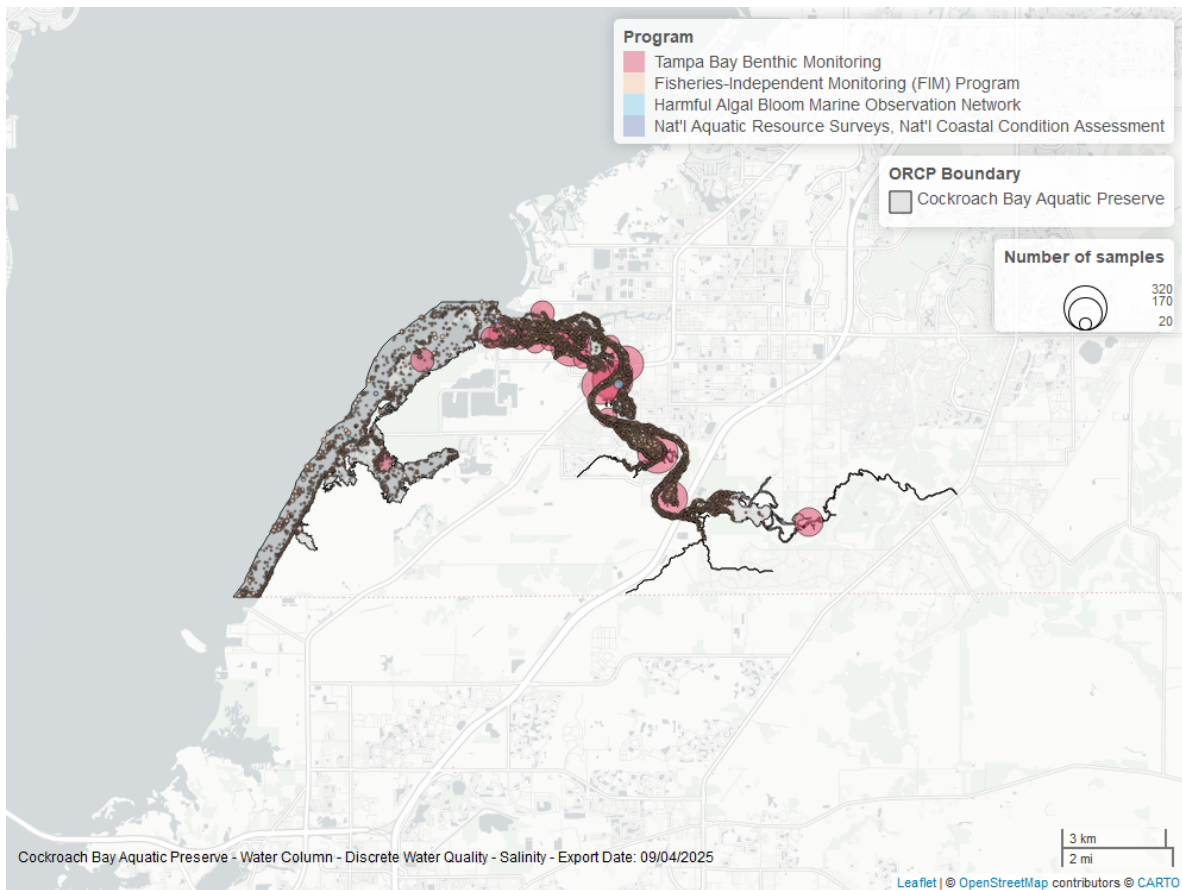 Program
Tampa Bay Benthic Monitoring
Fisheries-Independent Monitoring (FIM) Program
Harmful Algal Bloom Marine Observation Network
Nat'l Aquatic Resource Surveys, Nat'l Coastal Condition Assessment
ORCP Boundary
Cockroach Bay Aquatic Preserve
Number of samples
320
170
20
3 km
2 mi
Cockroach Bay Aquatic Preserve - Water Column - Discrete Water Quality - Salinity - Export Date: 09/04/2025
Leaflet | © OpenStreetMap contributors © CARTO